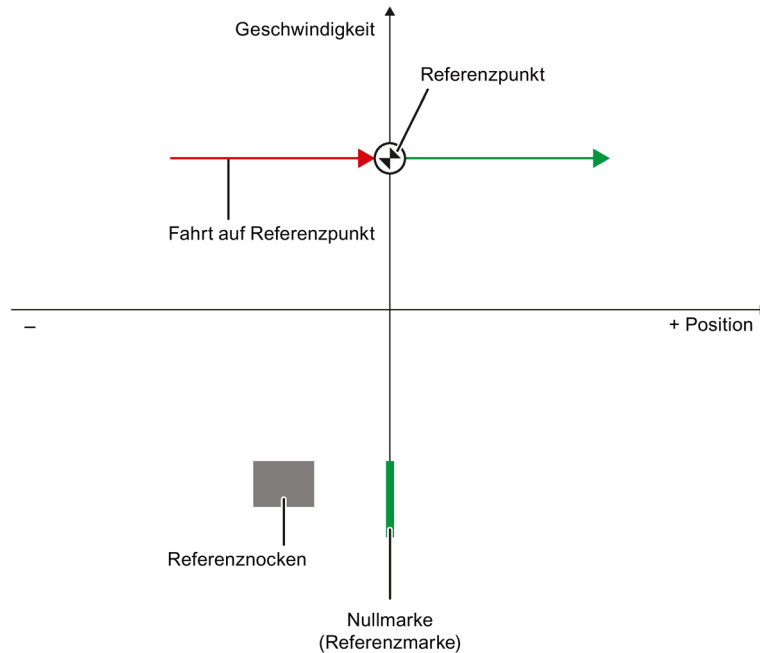 Geschwindigkeit
Referenzpunkt
Fahrt auf Referenzpunkt
–
+ Position
Referenznocken
Nullmarke
(Referenzmarke)